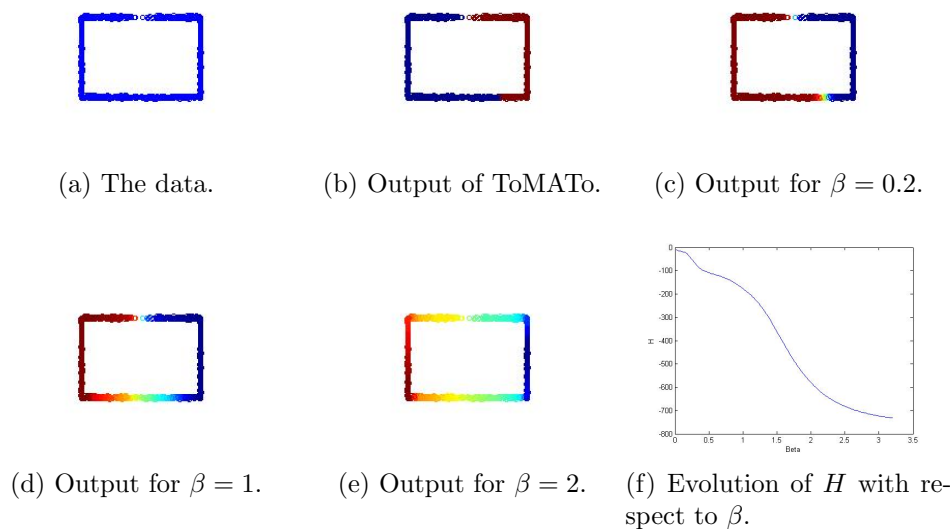 (a) The data.
(b) Output of ToMATo.
(c) Output for β = 0.2.
0
-100
-200
-300
-400
-500
-600
-700
-800
H
0 0.5 1 1.5 2 2.5 3 3.5
Beta
(d) Output for β = 1.
(e) Output for β = 2.
(f) Evolution of H with re-
spect to β.